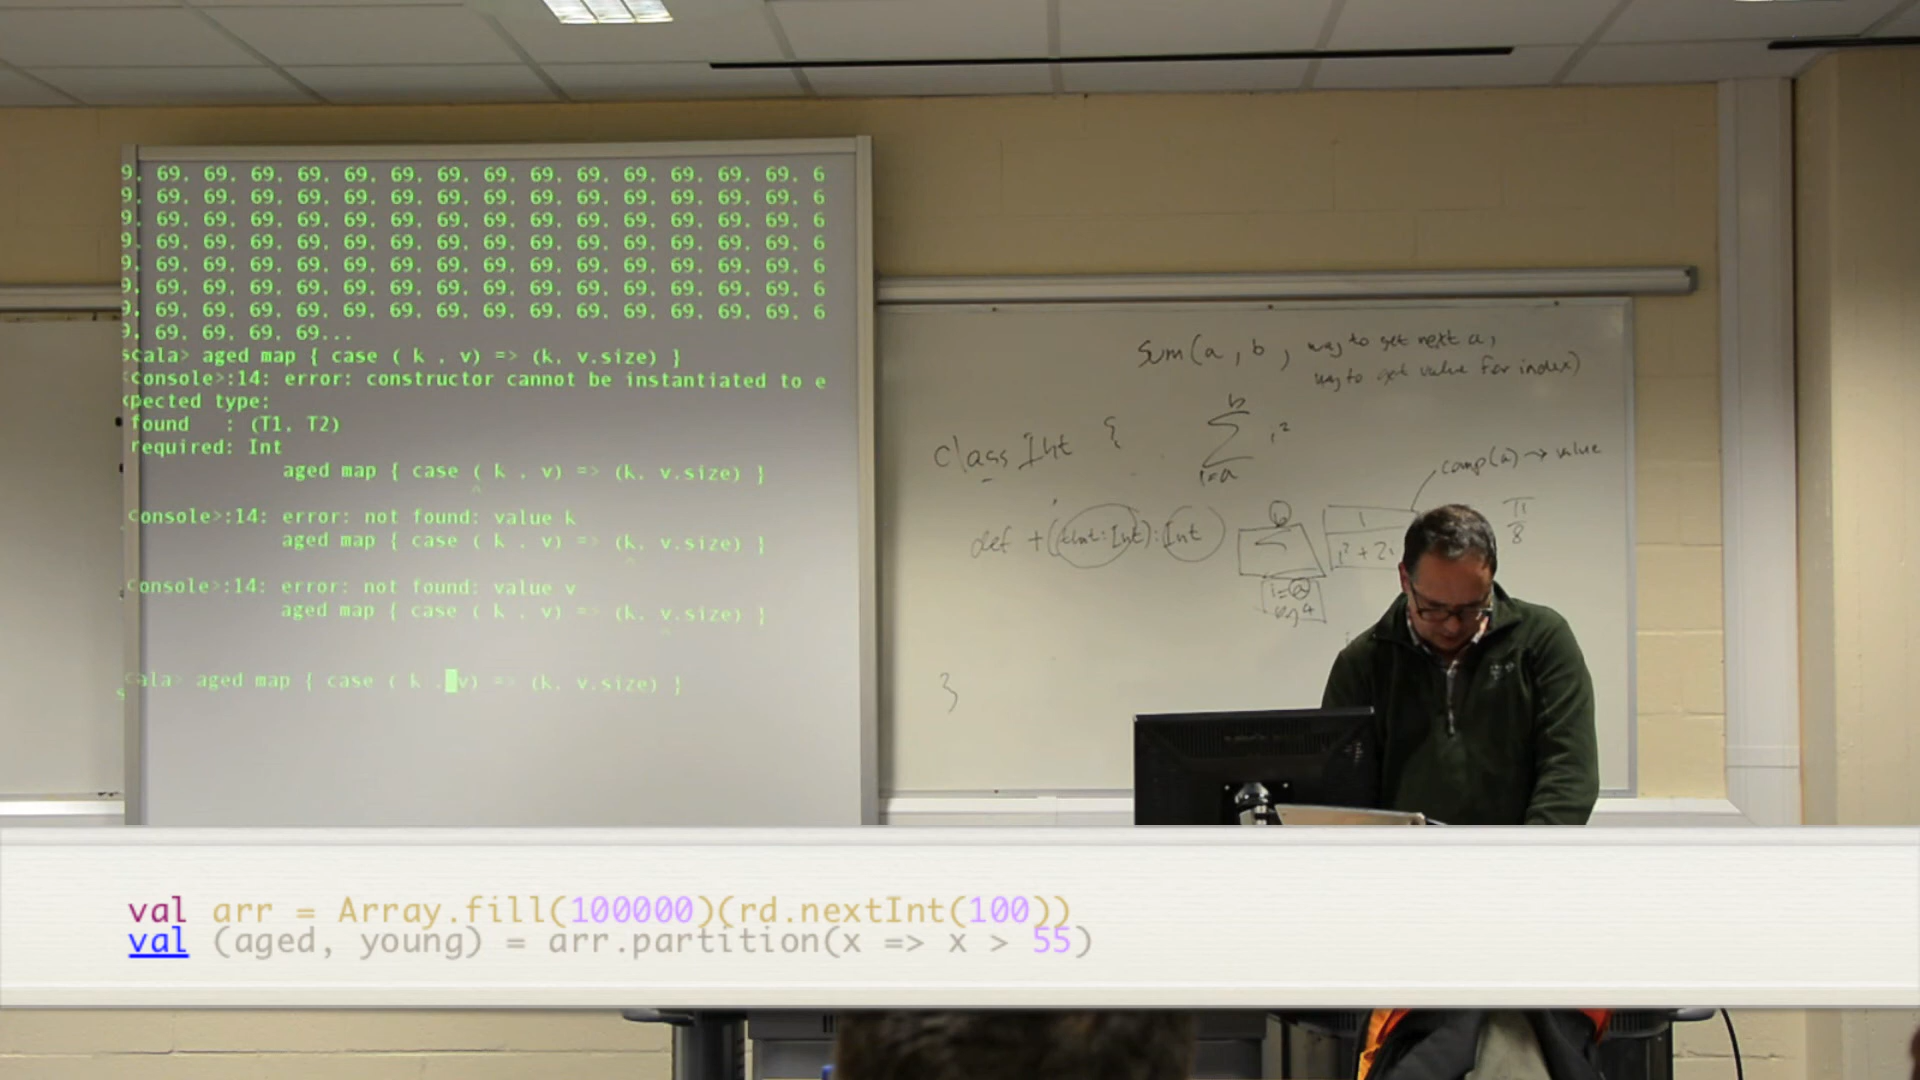 9, 69, 69, 69, 69, 69, 69, 69, 69, 69, 69, 69, 69, 69, 69, 6
9, 69, 69, 69, 69, 69, 69, 69, 69, 69, 69, 69, 69, 69, 69, 6
9, 69, 69, 69, 69, 69, 69, 69, 69, 69, 69, 69, 69, 69, 69, 6
9, 69, 69, 69, 69, 69, 69, 69, 69, 69, 69, 69, 69, 69, 69, 6
9, 69, 69, 69, 69, 69, 69, 69, 69, 69, 69, 69, 69, 69, 69, 6
9, 69, 69, 69, 69, 69, 69, 69, 69, 69, 69, 69, 69, 69, 69, 6
9, 69, 69, 69, 69, 69, 69, 69, 69, 69, 69, 69, 69, 69, 69, 6
9, 69, 69, 69, 69...
scala> aged map { case ( k , v) => (k, v.size) }
<console>:14: error: constructor cannot be instantiated to e
xpected type:
found : (T1, T2)
required: Int
aged map { case ( k , v) => (k, v.size) }
^
console>:14: error: not found: value k
aged map { case ( k , v) => (k, v.size) }
^
console>:14: error: not found: value v
aged map { case ( k , v) => (k, v.size) }
^
scala> aged map { case ( k , v) => (k, v.size) }
Sum(a, b, way to get next a,
way to get value for index)
class Int {
b
∑ i²
i=a
comp(a) → value
def + (that:Int):Int
b
∑
i=a
1
i² + 2i
π
8
}
val arr = Array.fill(100000)(rd.nextInt(100))
val (aged, young) = arr.partition(x => x > 55)